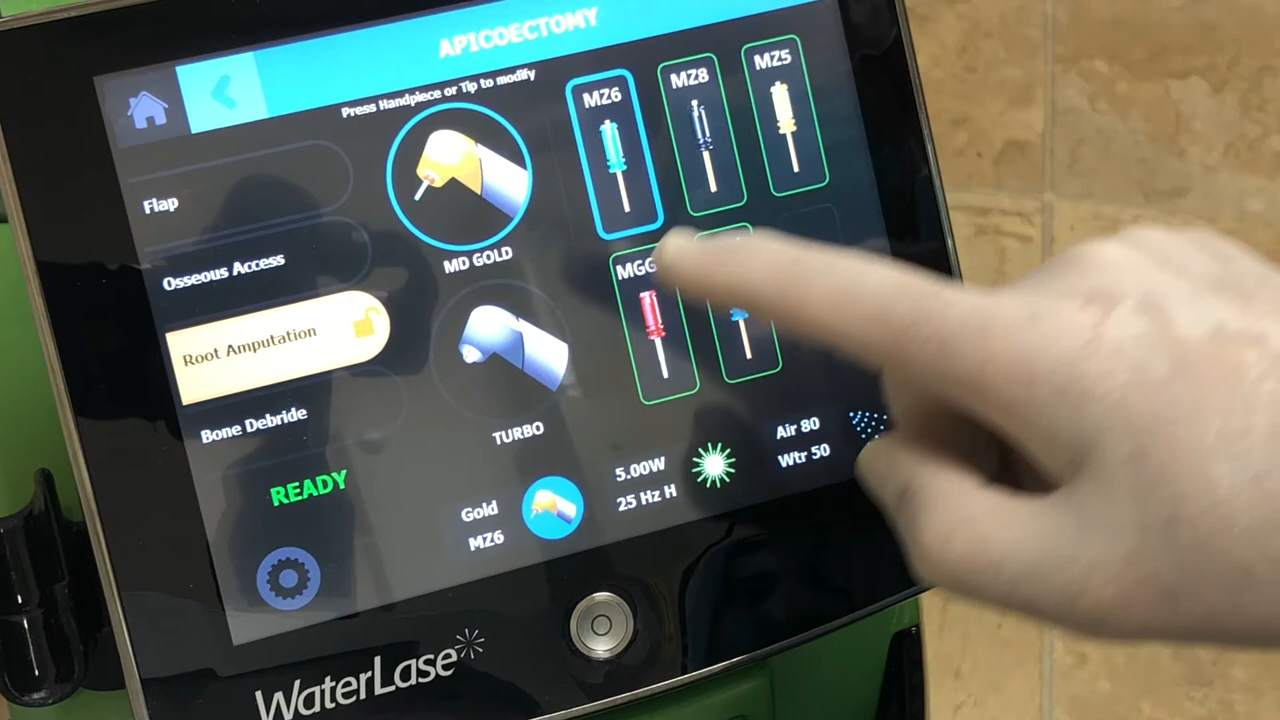 APICOECTOMY
Press Handpiece or Tip to modify
MZ6
MZ8
MZ5
Flap
Osseous Access
Root Amputation
Bone Debride
MD GOLD
TURBO
READY
Gold
MZ6
5.00W
25 Hz H
Air 80
Wtr 50
WaterLase